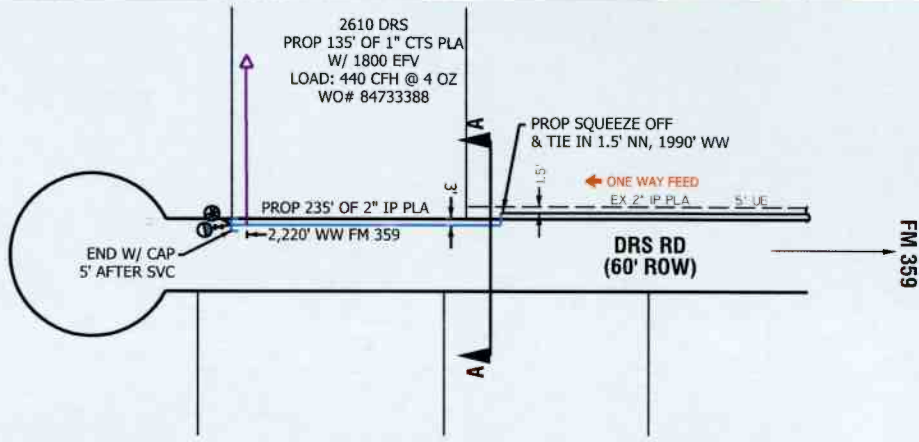 2610 DRS
PROP 135' OF 1" CTS PLA
W/ 1800 EFV
LOAD: 440 CFH @ 4 OZ
WO# 84733388
A
PROP SQUEEZE OFF
& TIE IN 1.5' NN, 1990' WW
1.5'
ONE WAY FEED
3'
PROP 235' OF 2" IP PLA
EX 2" IP PLA
5' UE
2,220' WW FM 359
END W/ CAP
5' AFTER SVC
DRS RD
(60' ROW)
FM 359
A